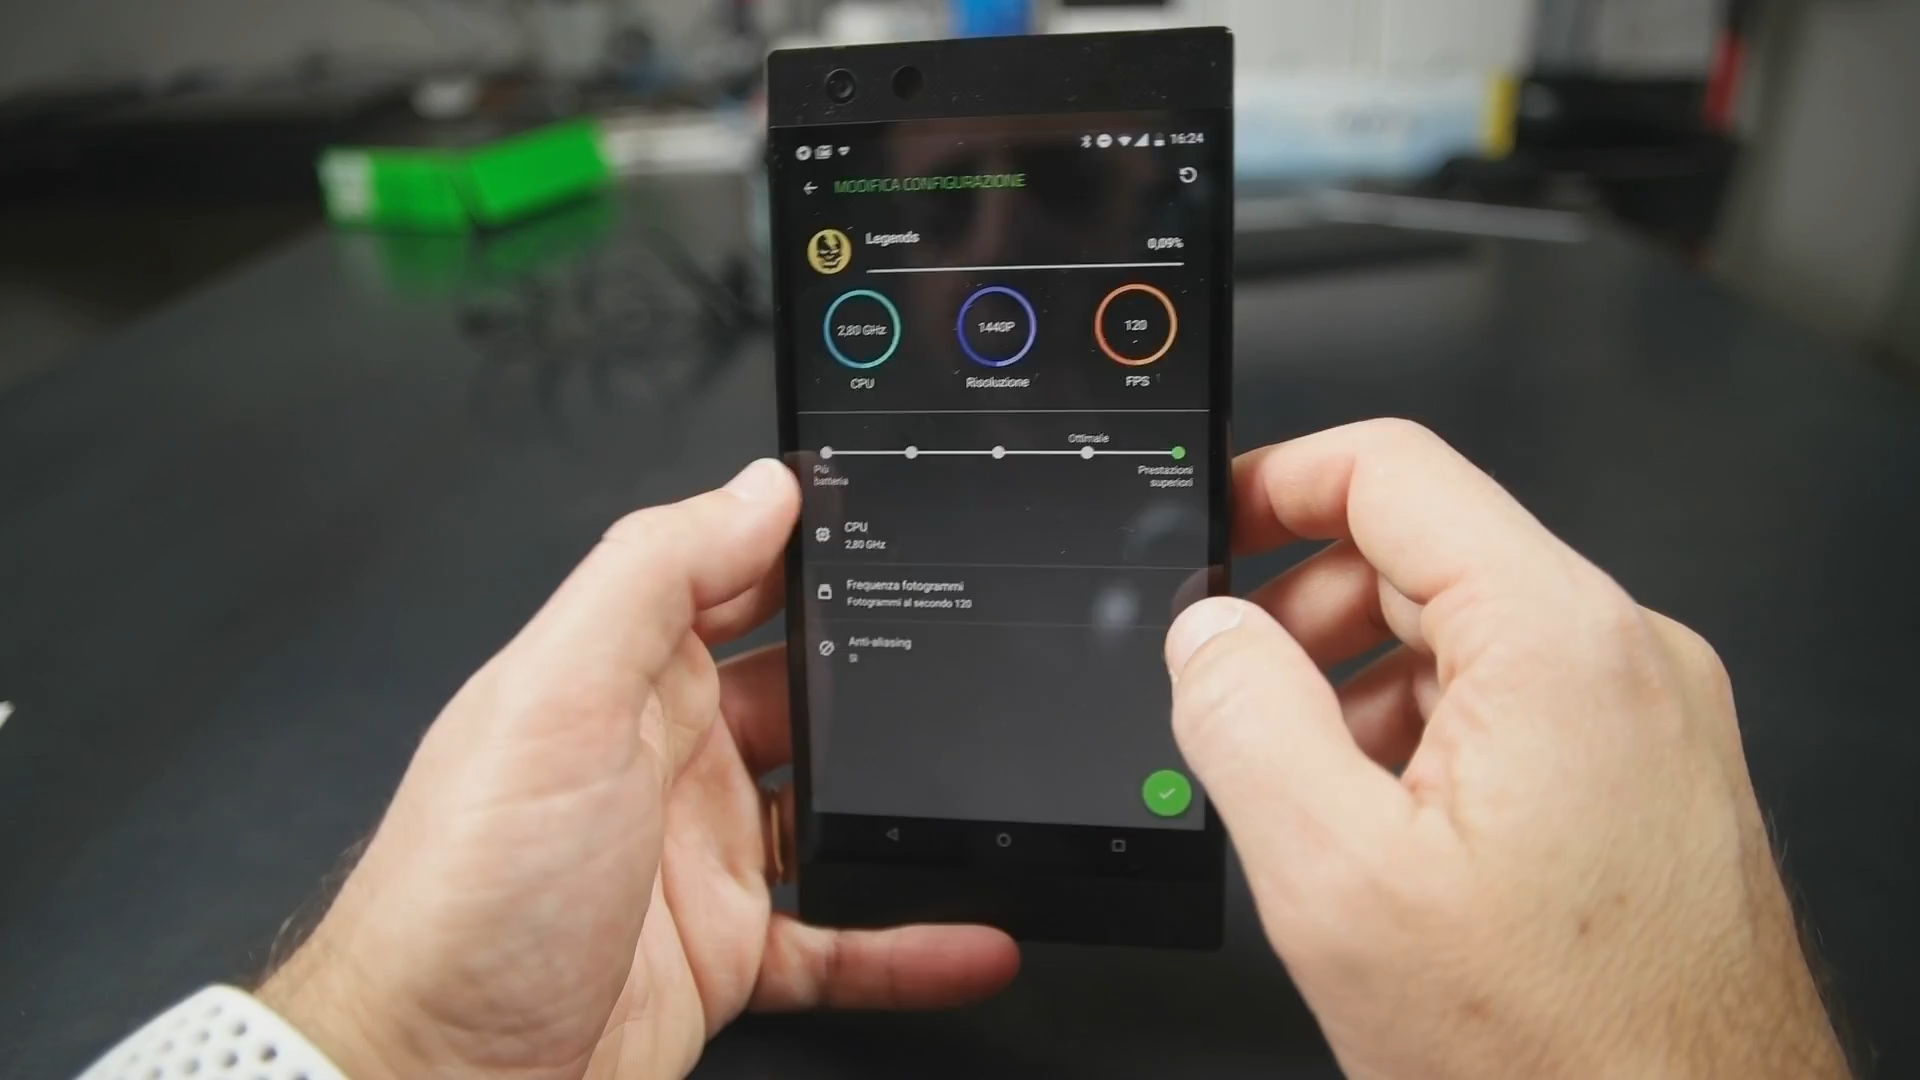 16:24
MODIFICA CONFIGURAZIONE
Legends
0,09%
2,80 GHz
1440P
120
CPU
Risoluzione
FPS
Ottimale
Più
batteria
Prestazioni
superiori
CPU
2,80 GHz
Frequenza fotogrammi
Fotogrammi al secondo 120
Anti-aliasing
Sì